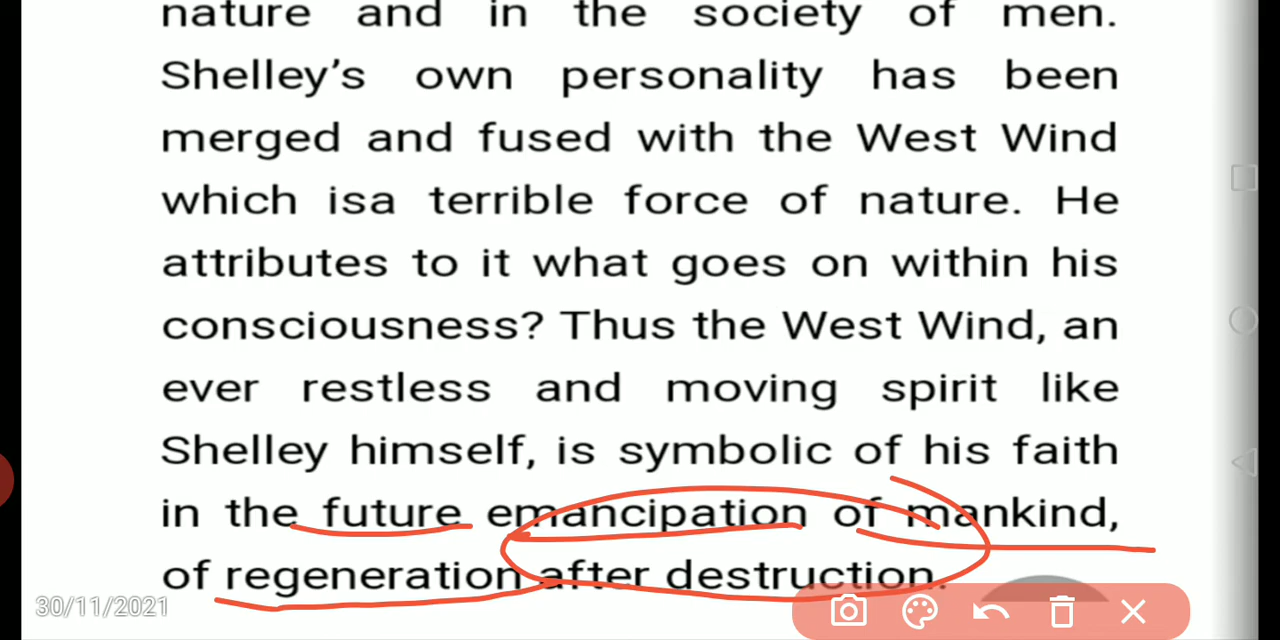 nature and in the society of men.
Shelley's own personality has been
merged and fused with the West Wind
which isa terrible force of nature. He
attributes to it what goes on within his
consciousness? Thus the West Wind, an
ever restless and moving spirit like
Shelley himself, is symbolic of his faith
in the future emancipation of mankind,
of regeneration after destruction.
30/11/2021